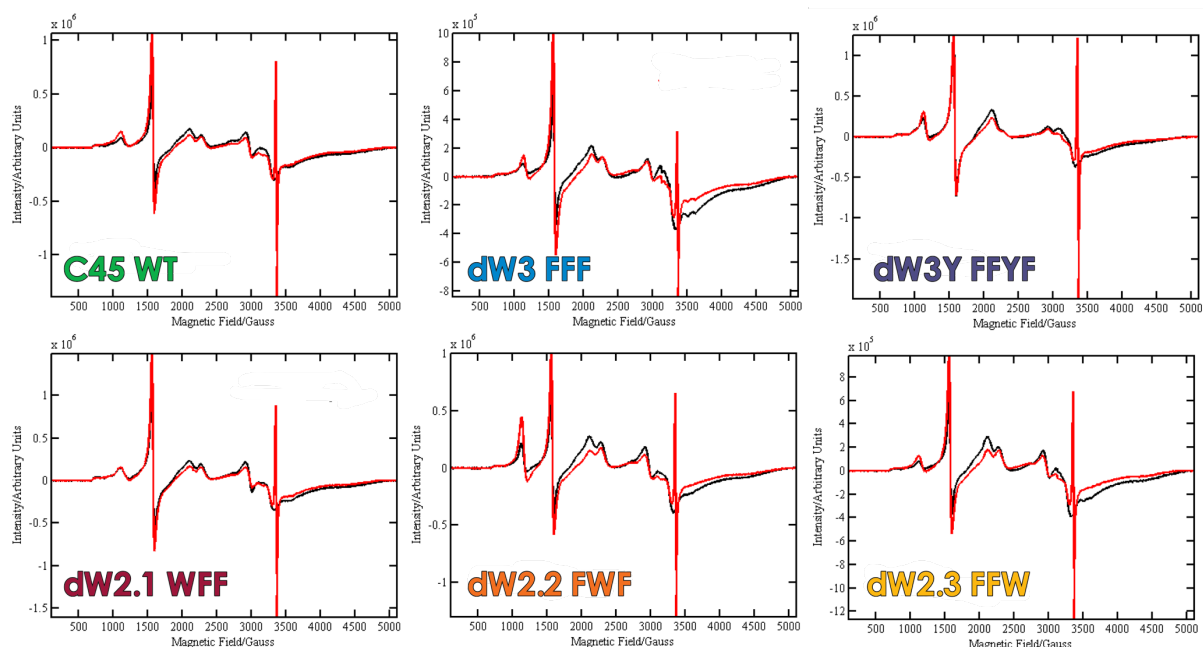 x 10^6
1
0.5
0
-0.5
-1
Intensity/Arbitrary Units
C45 WT
500 1000 1500 2000 2500 3000 3500 4000 4500 5000
Magnetic Field/Gauss
x 10^5
10
8
6
4
2
0
-2
-4
-6
-8
Intensity/Arbitrary Units
dW3 FFF
500 1000 1500 2000 2500 3000 3500 4000 4500 5000
Magnetic Field/Gauss
x 10^6
1
0.5
0
-0.5
-1
-1.5
Intensity/Arbitrary Units
dW3Y FFYF
500 1000 1500 2000 2500 3000 3500 4000 4500 5000
Magnetic Field/Gauss
x 10^6
1
0.5
0
-0.5
-1
-1.5
Intensity/Arbitrary Units
dW2.1 WFF
500 1000 1500 2000 2500 3000 3500 4000 4500 5000
Magnetic Field/Gauss
x 10^6
1
0.5
0
-0.5
-1
Intensity/Arbitrary Units
dW2.2 FWF
500 1000 1500 2000 2500 3000 3500 4000 4500 5000
Magnetic Field/Gauss
x 10^5
8
6
4
2
0
-2
-4
-6
-8
-10
-12
Intensity/Arbitrary Units
dW2.3 FFW
500 1000 1500 2000 2500 3000 3500 4000 4500 5000
Magnetic Field/Gauss